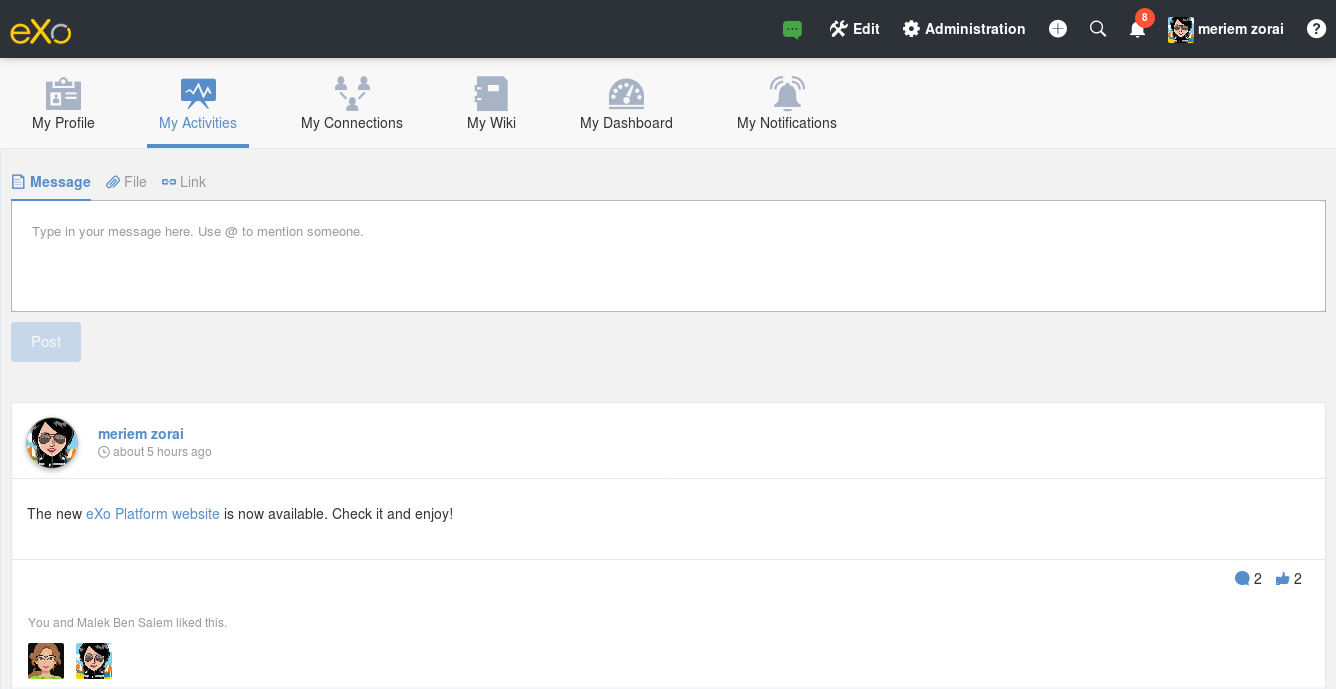 eXo Edit Administration 8 meriem zorai ?
My Profile My Activities My Connections My Wiki My Dashboard My Notifications
Message File Link
Type in your message here. Use @ to mention someone.
Post
meriem zorai
about 5 hours ago
The new eXo Platform website is now available. Check it and enjoy!
2 2
You and Malek Ben Salem liked this.